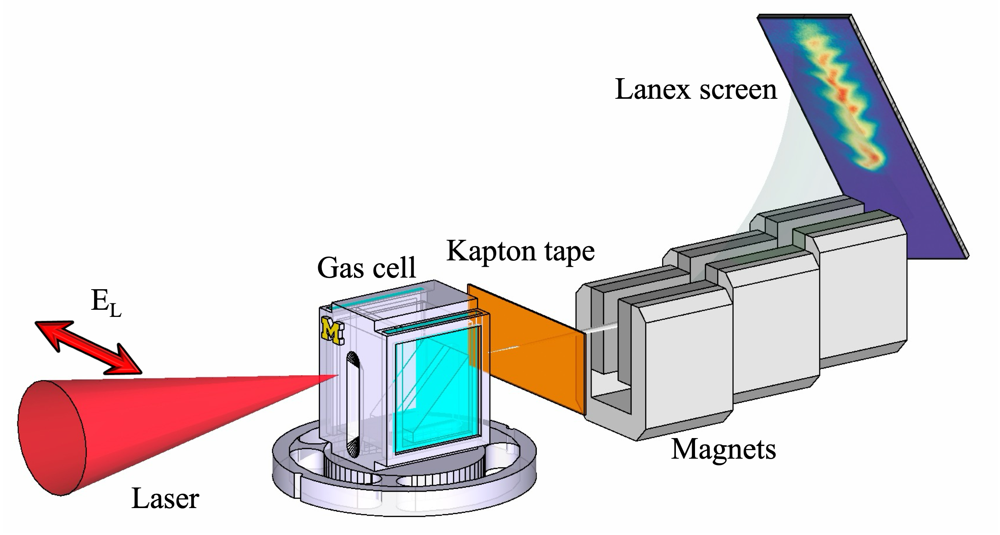 Lanex screen
Kapton tape
Gas cell
E_L
M
Magnets
Laser